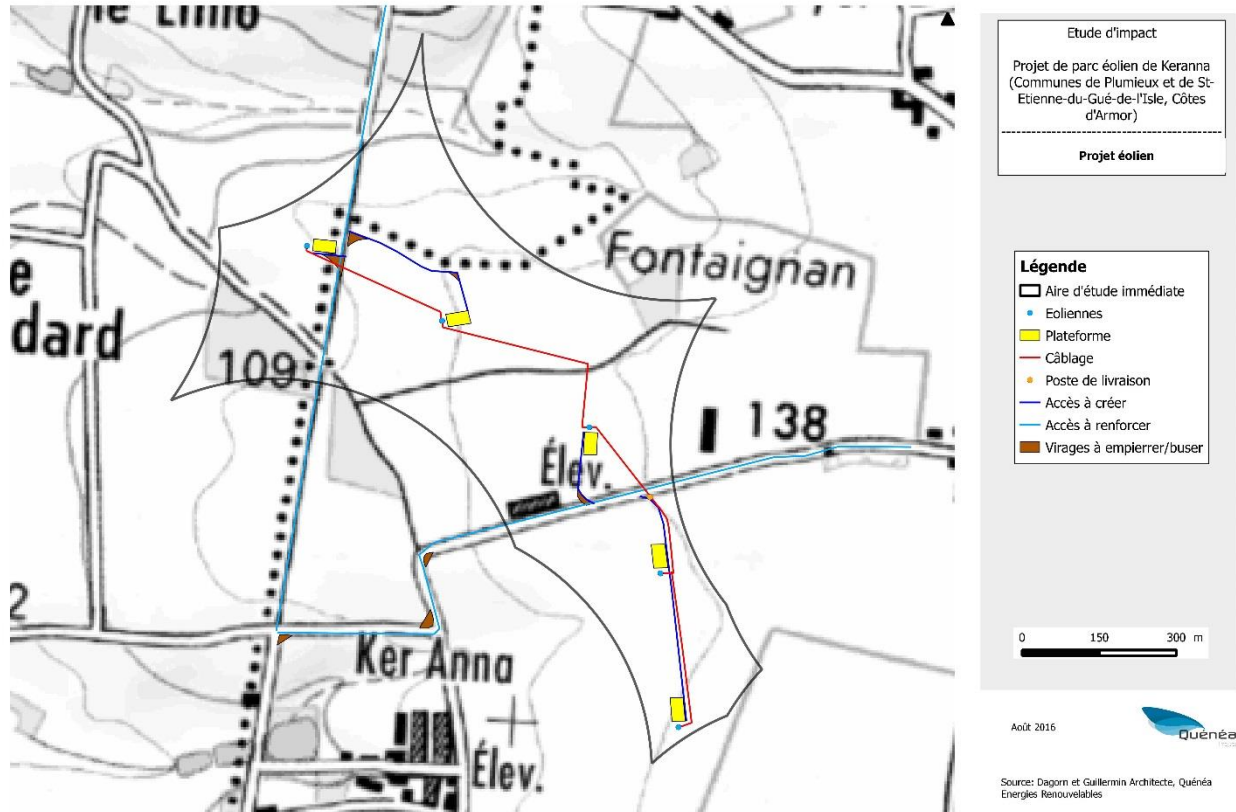 le Linio
Fontaignan
e
dard
109
138
Élev.
2
Ker Anna
Élev.
Etude d'impact
Projet de parc éolien de Keranna
(Communes de Plumieux et de St-
Etienne-du-Gué-de-l'Isle, Côtes
d'Armor)
Projet éolien
Légende
Aire d'étude immédiate
Eoliennes
Plateforme
Câblage
Poste de livraison
Accès à créer
Accès à renforcer
Virages à empierrer/buser
0 150 300 m
Août 2016
Quénéa
Source: Dagorn et Guillermin Architecte, Quénéa
Energies Renouvelables